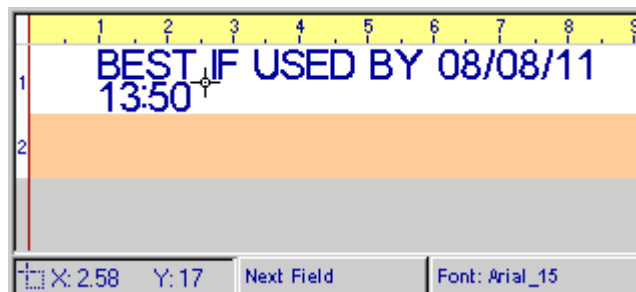 1 2 3 4 5 6 7 8 9
1
BEST IF USED BY 08/08/11
13:50
2
X: 2.58 Y: 17 Next Field Font: Arial_15